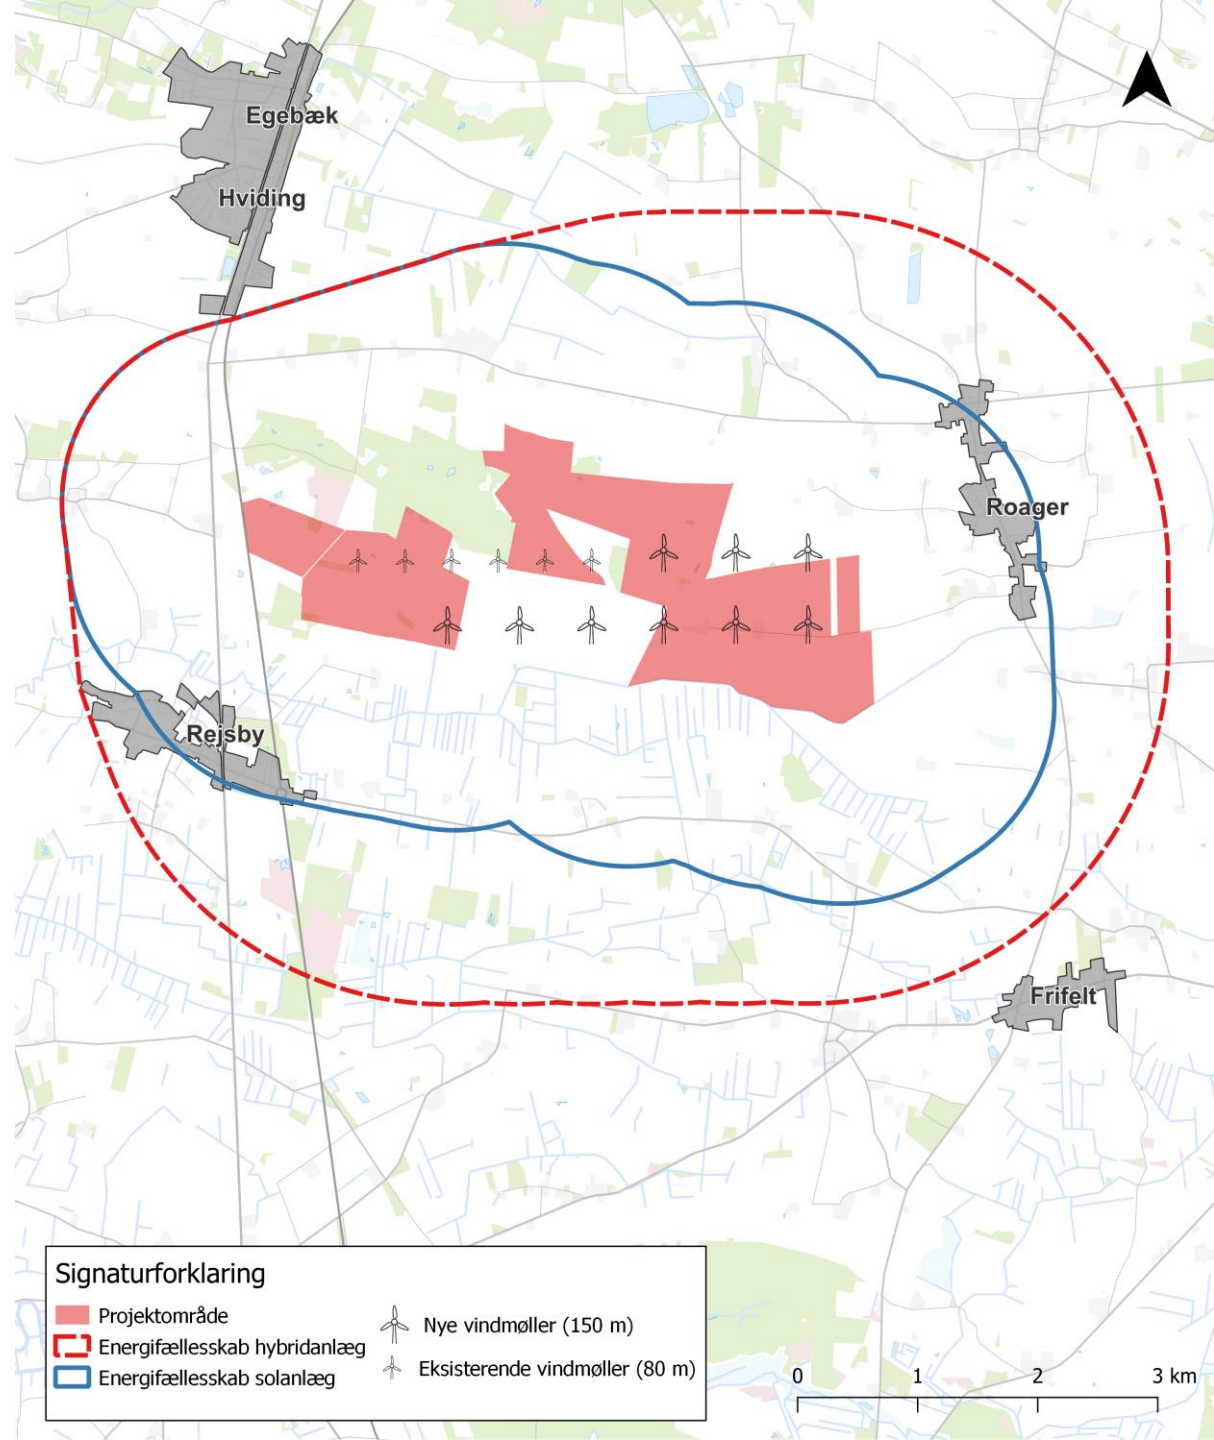 Egebæk
Hviding
Roager
Rejsby
Frifelt
Signaturforklaring
Projektområde
Energifællesskab hybridanlæg
Energifællesskab solanlæg
Nye vindmøller (150 m)
Eksisterende vindmøller (80 m)
0 1 2 3 km